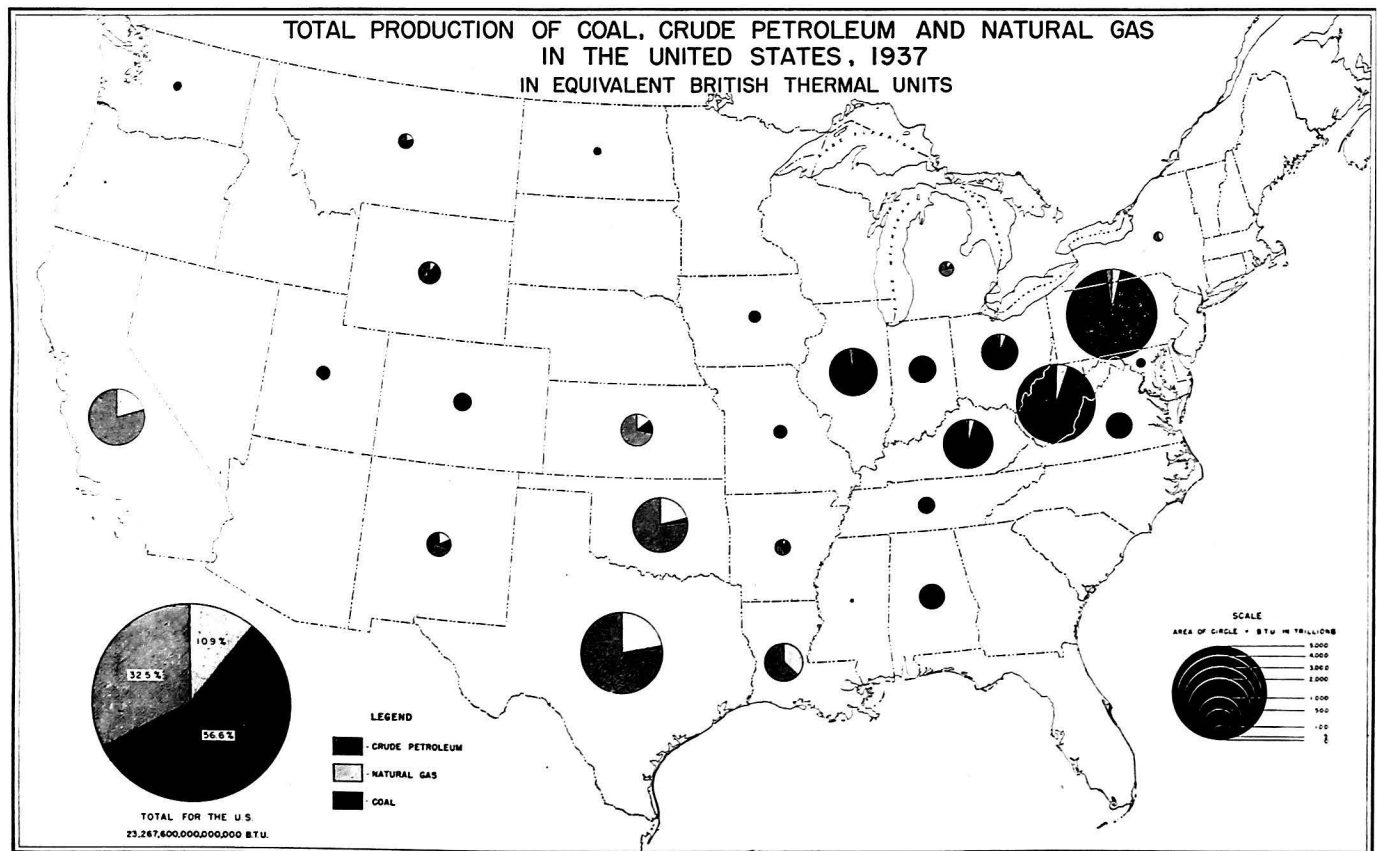 TOTAL PRODUCTION OF COAL, CRUDE PETROLEUM AND NATURAL GAS
IN THE UNITED STATES, 1937
IN EQUIVALENT BRITISH THERMAL UNITS
10.9%
32.5%
56.6%
TOTAL FOR THE U.S.
23,267,600,000,000,000 B.T.U.
LEGEND
- CRUDE PETROLEUM
- NATURAL GAS
- COAL
SCALE
AREA OF CIRCLE = B.T.U. IN TRILLIONS
5,000
4,000
3,000
2,000
1,000
500
100
0